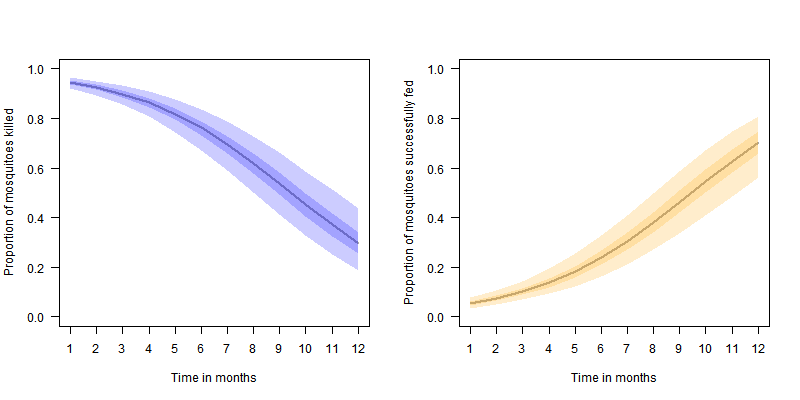 Proportion of mosquitoes killed
1.0
0.8
0.6
0.4
0.2
0.0
1 2 3 4 5 6 7 8 9 10 11 12
Time in months
Proportion of mosquitoes successfully fed
1.0
0.8
0.6
0.4
0.2
0.0
1 2 3 4 5 6 7 8 9 10 11 12
Time in months